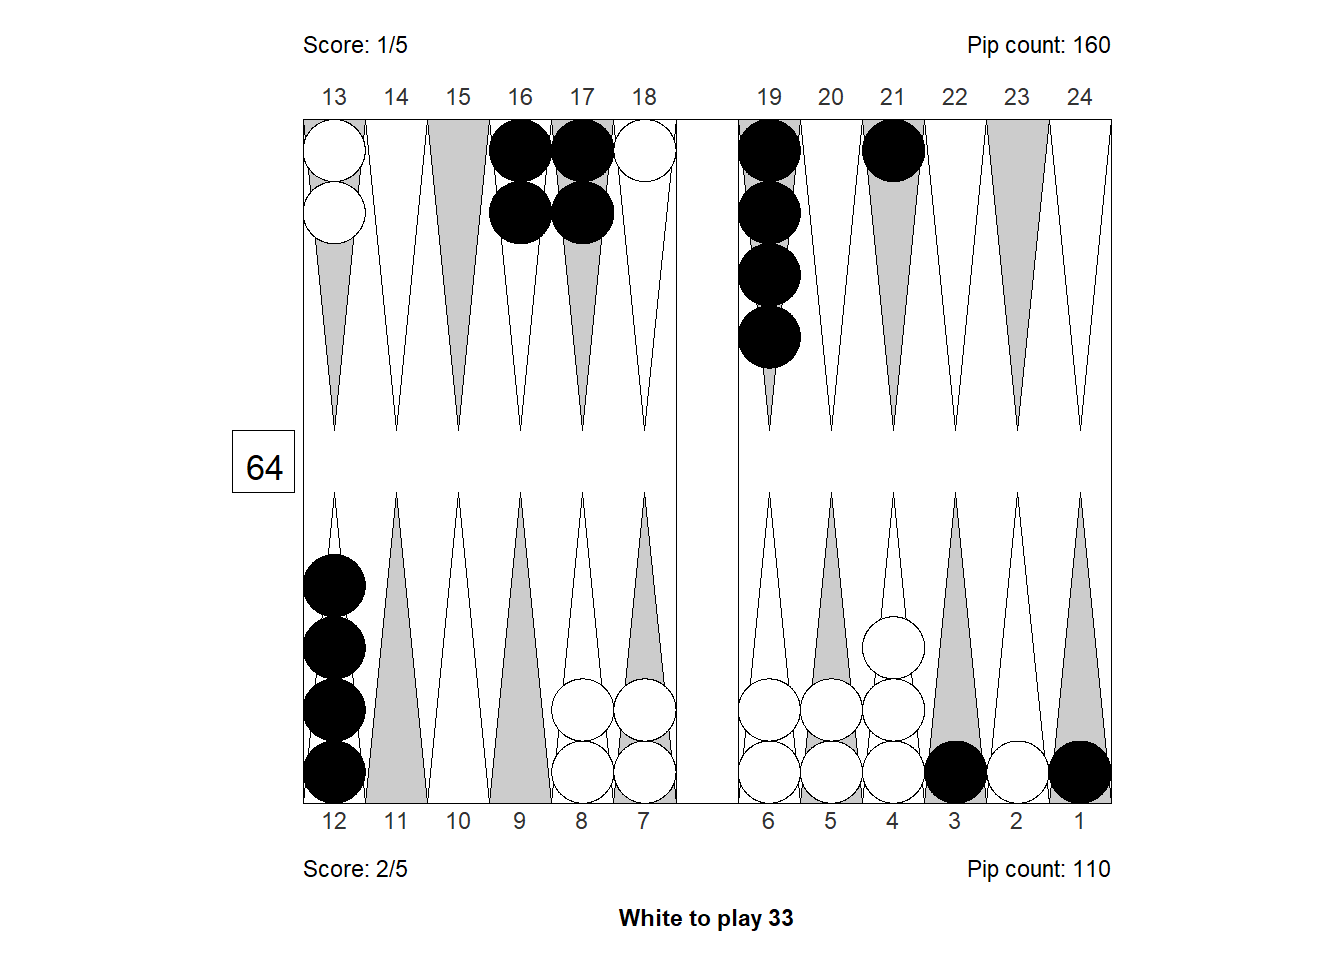 Score: 1/5 Pip count: 160
13 14 15 16 17 18 19 20 21 22 23 24
64
12 11 10 9 8 7 6 5 4 3 2 1
Score: 2/5 Pip count: 110
White to play 33